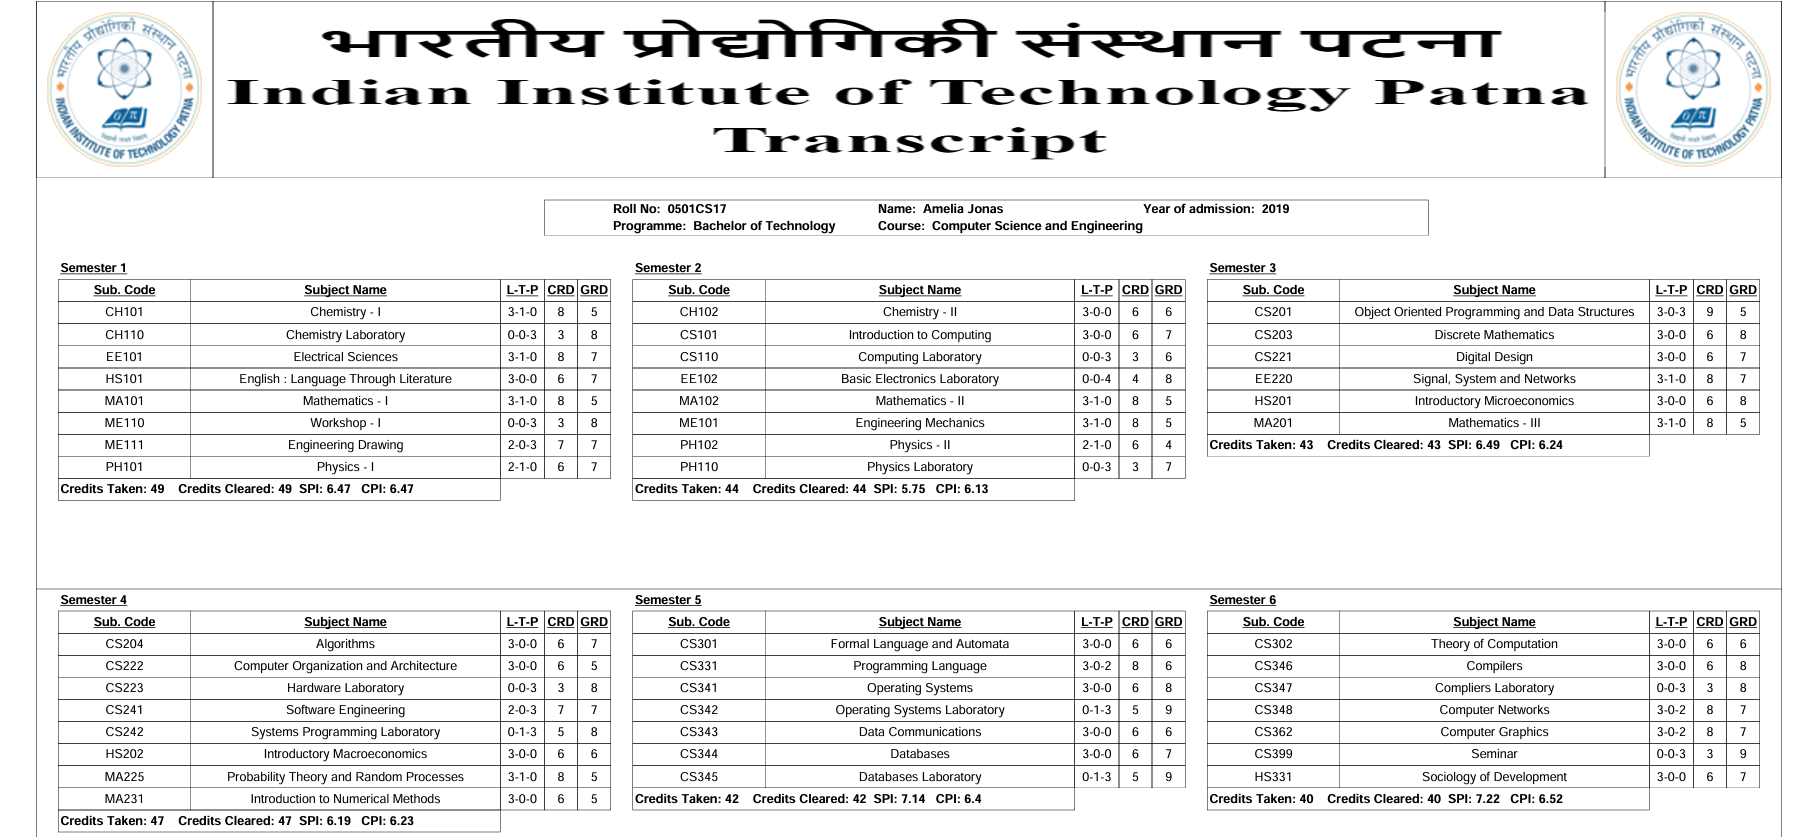 भारतीय प्रोद्योगिकी संस्थान पटना
Indian Institute of Technology Patna
Transcript
भारतीय प्रोद्योगिकी संस्थान पटना
INDIAN INSTITUTE OF TECHNOLOGY PATNA
भारतीय प्रोद्योगिकी संस्थान पटना
INDIAN INSTITUTE OF TECHNOLOGY PATNA
Roll No: 0501CS17 Name: Amelia Jonas Year of admission: 2019
Programme: Bachelor of Technology Course: Computer Science and Engineering
Semester 1
Sub. Code Subject Name L-T-P CRD GRD
CH101 Chemistry - I 3-1-0 8 5
CH110 Chemistry Laboratory 0-0-3 3 8
EE101 Electrical Sciences 3-1-0 8 7
HS101 English : Language Through Literature 3-0-0 6 7
MA101 Mathematics - I 3-1-0 8 5
ME110 Workshop - I 0-0-3 3 8
ME111 Engineering Drawing 2-0-3 7 7
PH101 Physics - I 2-1-0 6 7
Credits Taken: 49 Credits Cleared: 49 SPI: 6.47 CPI: 6.47
Semester 2
Sub. Code Subject Name L-T-P CRD GRD
CH102 Chemistry - II 3-0-0 6 6
CS101 Introduction to Computing 3-0-0 6 7
CS110 Computing Laboratory 0-0-3 3 6
EE102 Basic Electronics Laboratory 0-0-4 4 8
MA102 Mathematics - II 3-1-0 8 5
ME101 Engineering Mechanics 3-1-0 8 5
PH102 Physics - II 2-1-0 6 4
PH110 Physics Laboratory 0-0-3 3 7
Credits Taken: 44 Credits Cleared: 44 SPI: 5.75 CPI: 6.13
Semester 3
Sub. Code Subject Name L-T-P CRD GRD
CS201 Object Oriented Programming and Data Structures 3-0-3 9 5
CS203 Discrete Mathematics 3-0-0 6 8
CS221 Digital Design 3-0-0 6 7
EE220 Signal, System and Networks 3-1-0 8 7
HS201 Introductory Microeconomics 3-0-0 6 8
MA201 Mathematics - III 3-1-0 8 5
Credits Taken: 43 Credits Cleared: 43 SPI: 6.49 CPI: 6.24
Semester 4
Sub. Code Subject Name L-T-P CRD GRD
CS204 Algorithms 3-0-0 6 7
CS222 Computer Organization and Architecture 3-0-0 6 5
CS223 Hardware Laboratory 0-0-3 3 8
CS241 Software Engineering 2-0-3 7 7
CS242 Systems Programming Laboratory 0-1-3 5 8
HS202 Introductory Macroeconomics 3-0-0 6 6
MA225 Probability Theory and Random Processes 3-1-0 8 5
MA231 Introduction to Numerical Methods 3-0-0 6 5
Credits Taken: 47 Credits Cleared: 47 SPI: 6.19 CPI: 6.23
Semester 5
Sub. Code Subject Name L-T-P CRD GRD
CS301 Formal Language and Automata 3-0-0 6 6
CS331 Programming Language 3-0-2 8 6
CS341 Operating Systems 3-0-0 6 8
CS342 Operating Systems Laboratory 0-1-3 5 9
CS343 Data Communications 3-0-0 6 6
CS344 Databases 3-0-0 6 7
CS345 Databases Laboratory 0-1-3 5 9
Credits Taken: 42 Credits Cleared: 42 SPI: 7.14 CPI: 6.4
Semester 6
Sub. Code Subject Name L-T-P CRD GRD
CS302 Theory of Computation 3-0-0 6 6
CS346 Compilers 3-0-0 6 8
CS347 Compliers Laboratory 0-0-3 3 8
CS348 Computer Networks 3-0-2 8 7
CS362 Computer Graphics 3-0-2 8 7
CS399 Seminar 0-0-3 3 9
HS331 Sociology of Development 3-0-0 6 7
Credits Taken: 40 Credits Cleared: 40 SPI: 7.22 CPI: 6.52